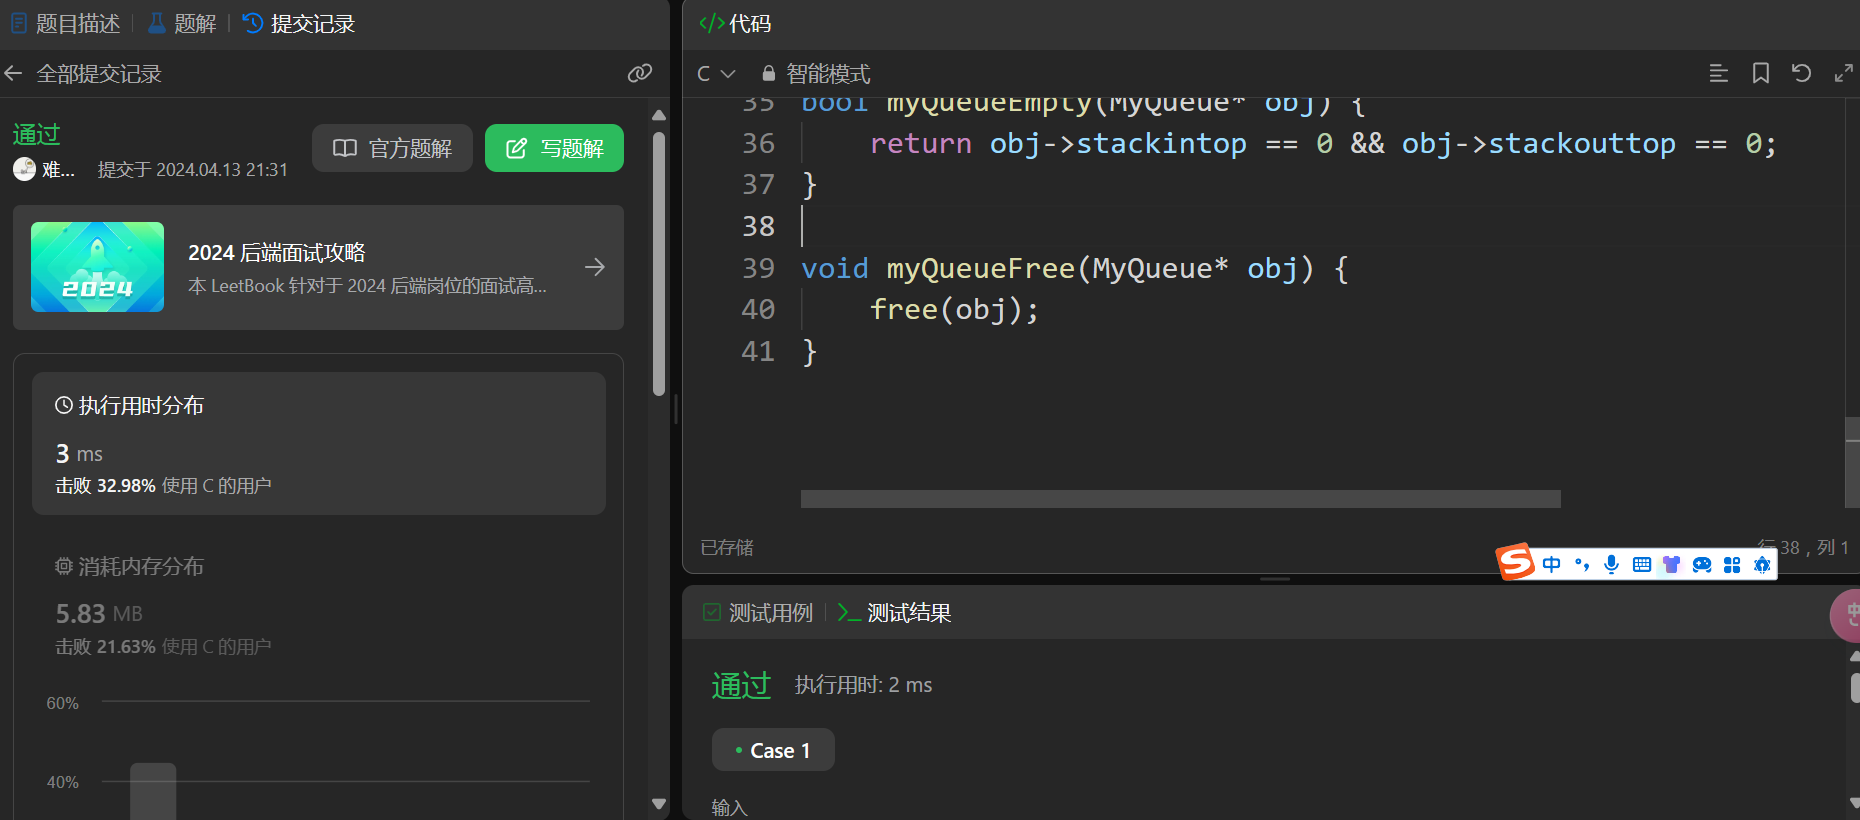 题目描述
题解
提交记录
全部提交记录
通过
难...
提交于 2024.04.13 21:31
官方题解
写题解
2024
2024 后端面试攻略
本 LeetBook 针对于 2024 后端岗位的面试高...
执行用时分布
3 ms
击败 32.98% 使用 C 的用户
消耗内存分布
5.83 MB
击败 21.63% 使用 C 的用户
60%
40%
</> 代码
C
智能模式
35 bool myQueueEmpty(MyQueue* obj) {
36 return obj->stackintop == 0 && obj->stackouttop == 0;
37 }
38
39 void myQueueFree(MyQueue* obj) {
40 free(obj);
41 }
已存储
行 38，列 1
S 中
测试用例
测试结果
中
通过
执行用时: 2 ms
Case 1
输入